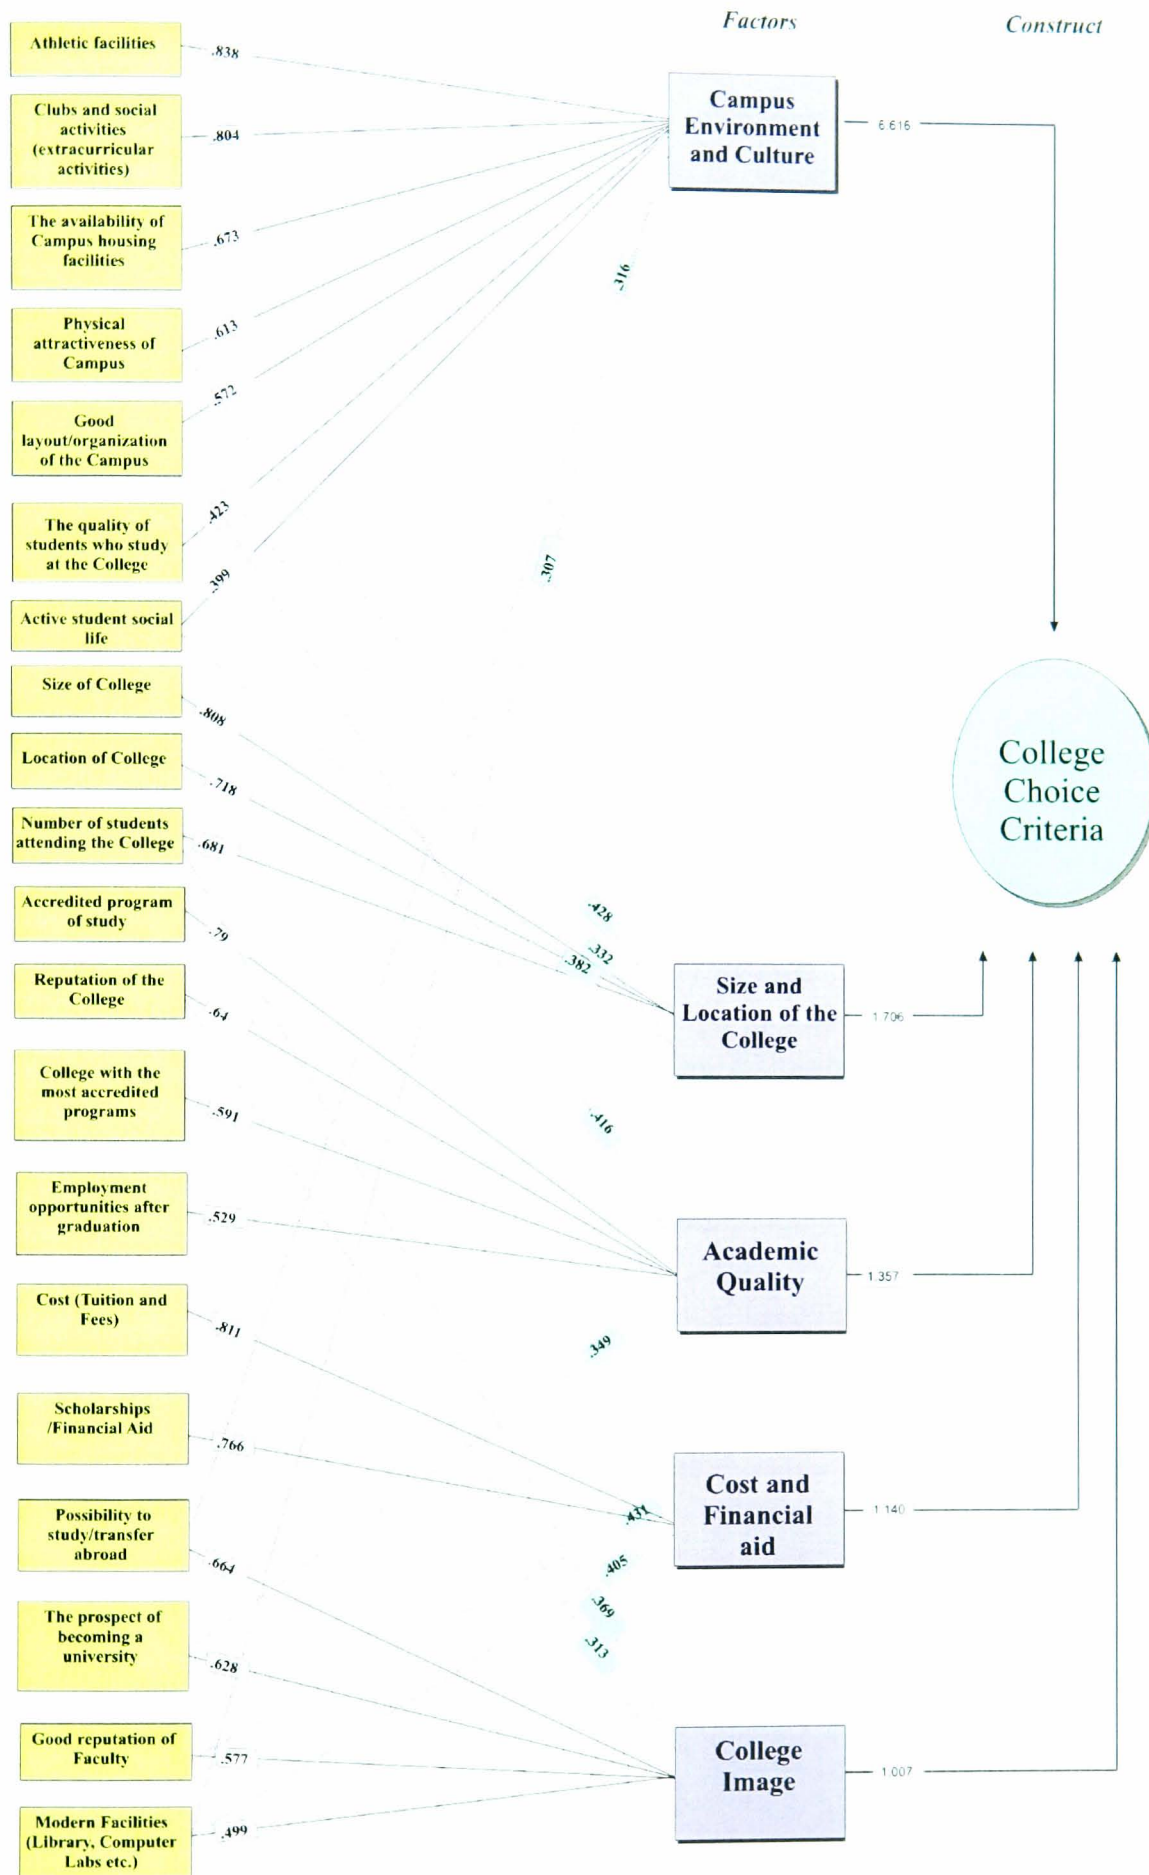 Factors
Construct
Athletic facilities
.838
Clubs and social
activities
(extracurricular
activities)
.804
The availability of
Campus housing
facilities
.673
Physical
attractiveness of
Campus
.613
Good
layout/organization
of the Campus
.572
The quality of
students who study
at the College
.423
Active student social
life
.399
Campus
Environment
and Culture
6.616
.316
.307
Size of College
.808
Location of College
.718
Number of students
attending the College
.681
.428
.332
.382
Size and
Location of the
College
1.706
College
Choice
Criteria
Accredited program
of study
.79
Reputation of the
College
.64
College with the
most accredited
programs
.591
Employment
opportunities after
graduation
.529
.416
Academic
Quality
1.357
.349
Cost (Tuition and
Fees)
.811
Scholarships
/Financial Aid
.766
.431
Cost and
Financial
aid
1.140
.405
.369
.313
Possibility to
study/transfer
abroad
.664
The prospect of
becoming a
university
.628
Good reputation of
Faculty
.577
Modern Facilities
(Library, Computer
Labs etc.)
.499
College
Image
1.007